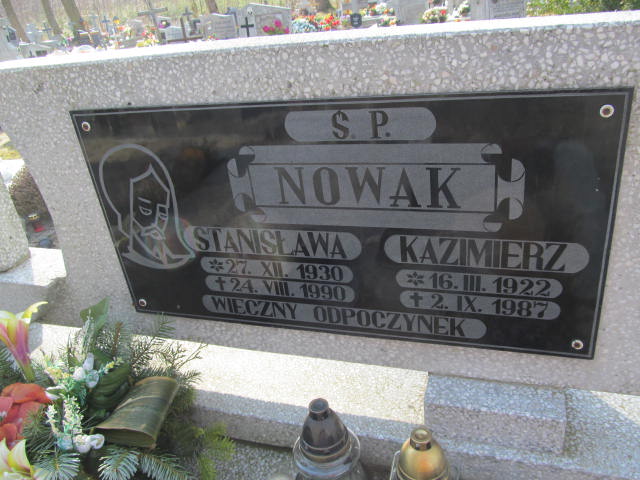 Ś. P.
NOWAK
STANISŁAWA
* 27. XII. 1930
✝ 24. VIII. 1990
KAZIMIERZ
* 16. III. 1922
✝ 2. IX. 1987
WIECZNY ODPOCZYNEK